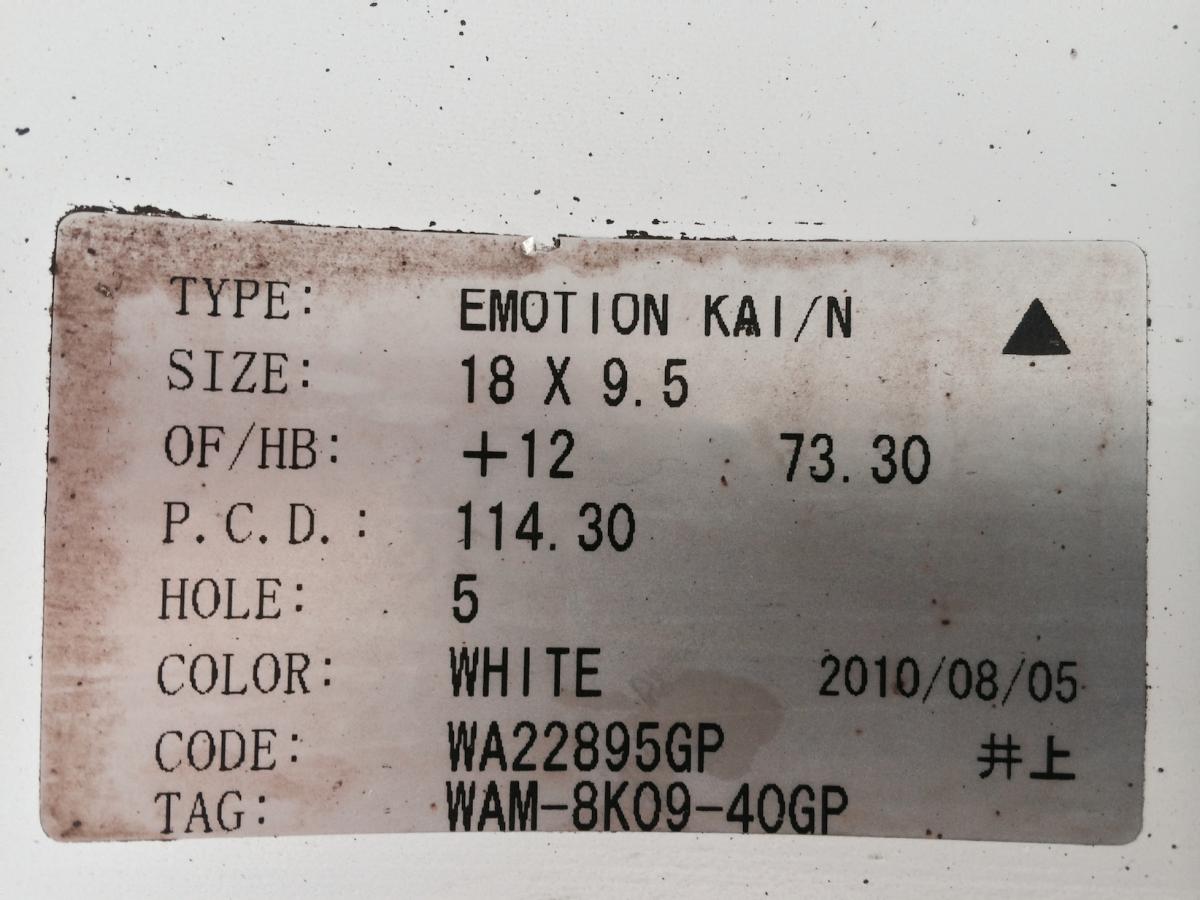 TYPE: EMOTION KAI/N ▲
SIZE: 18 X 9.5
OF/HB: +12 73.30
P.C.D.: 114.30
HOLE: 5
COLOR: WHITE 2010/08/05
CODE: WA22895GP 井上
TAG: WAM-8K09-40GP